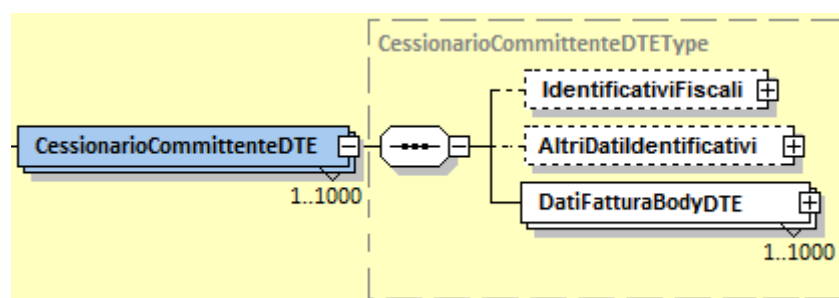 CessionarioCommittenteDTEType
IdentificativiFiscali
CessionarioCommittenteDTE
AltriDatiIdentificativi
1..1000
DatiFatturaBodyDTE
1..1000